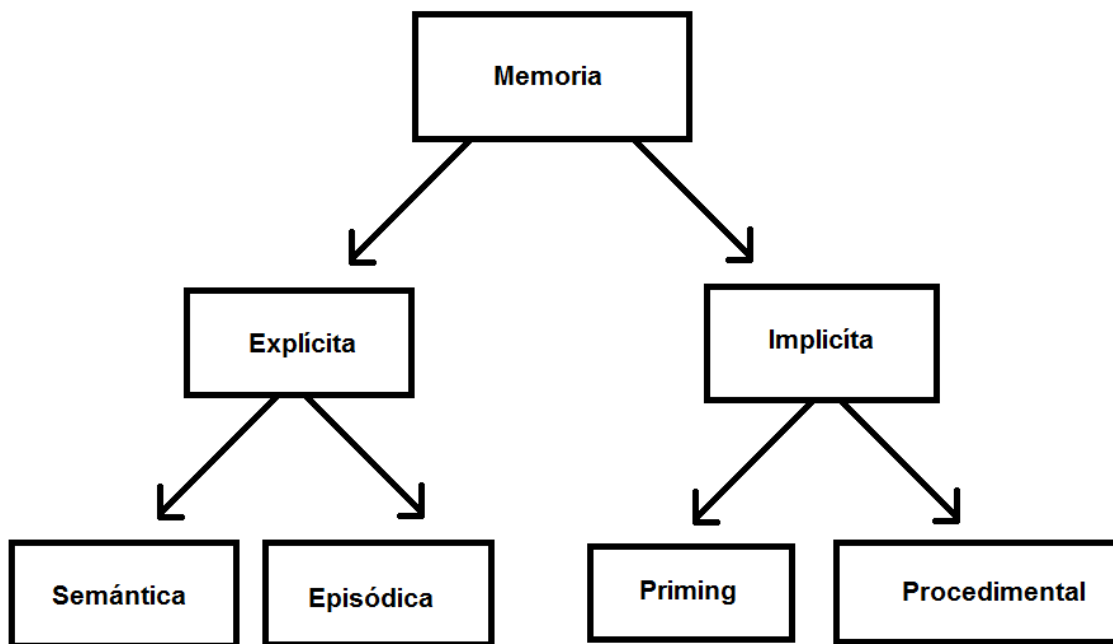 Memoria
Explícita
Implicíta
Semántica
Episódica
Priming
Procedimental